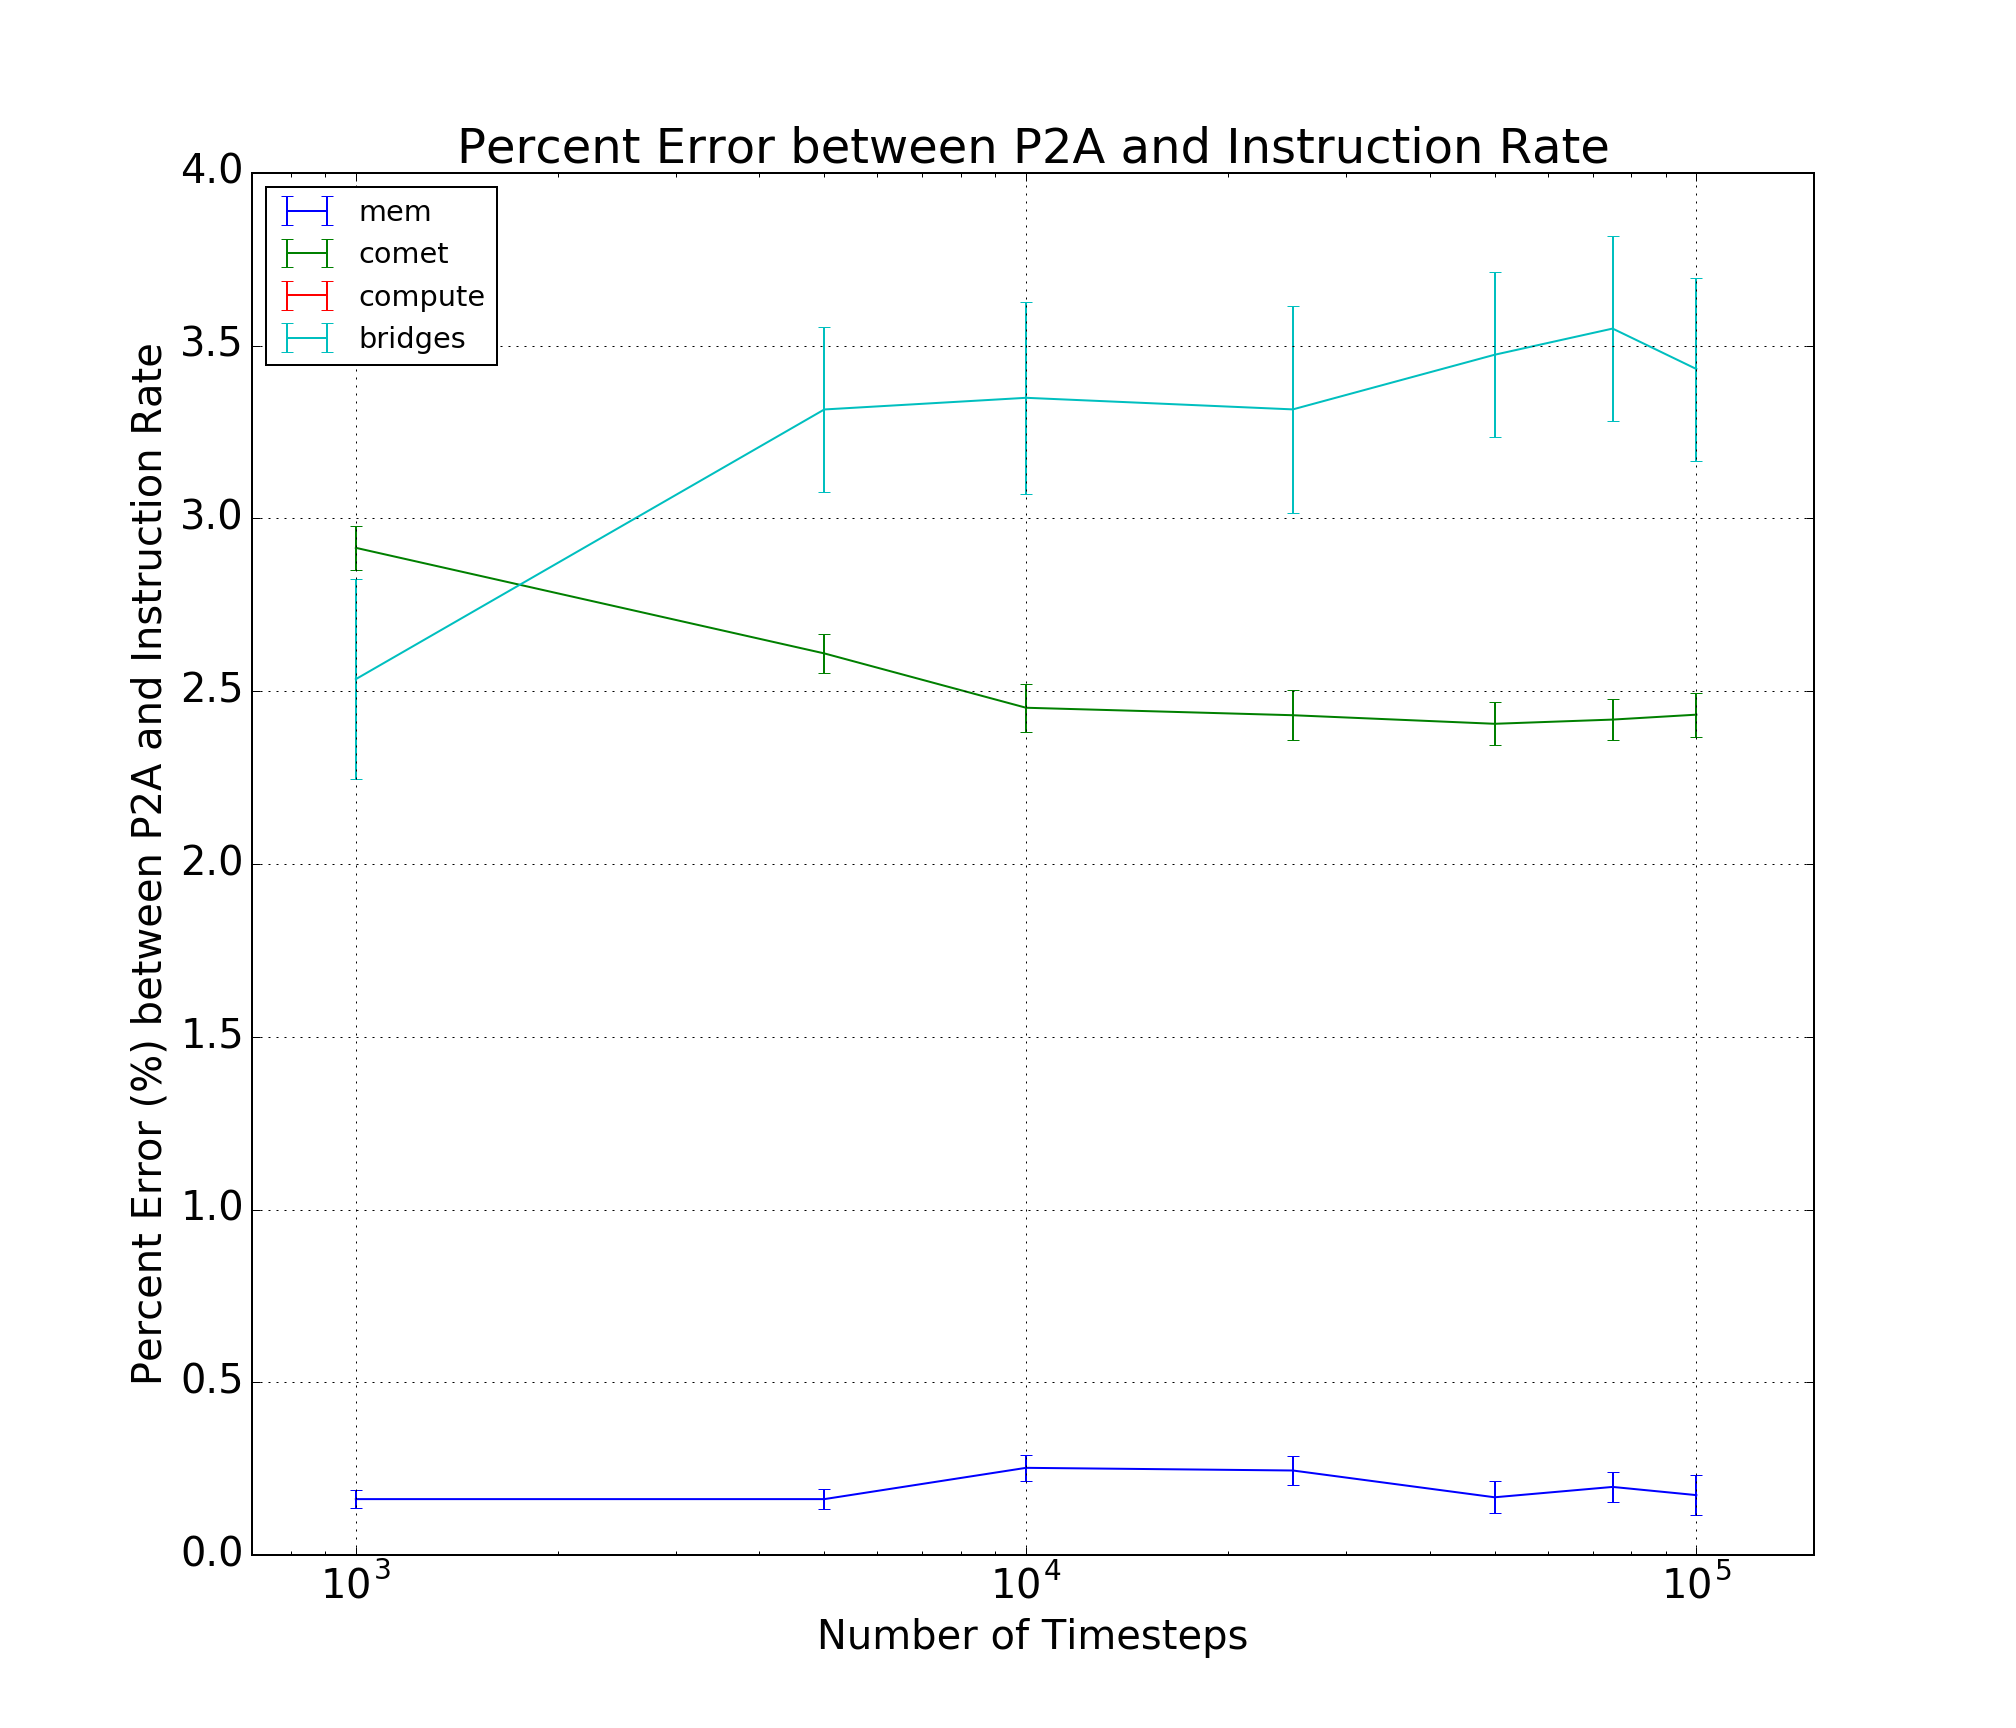 Percent Error between P2A and Instruction Rate
4.0
3.5
3.0
2.5
2.0
1.5
1.0
0.5
0.0
Percent Error (%) between P2A and Instruction Rate
mem
comet
compute
bridges
10^3
10^4
10^5
Number of Timesteps